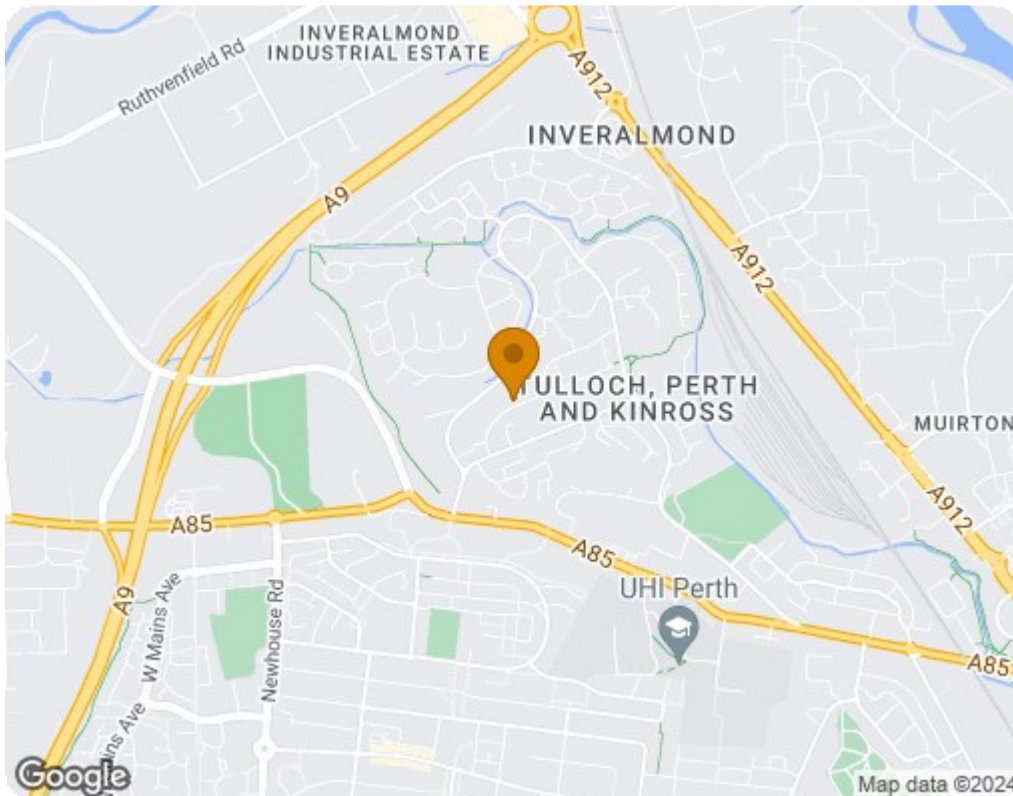 INVERALMOND
INDUSTRIAL ESTATE
Ruthvenfield Rd
A912
INVERALMOND
A9
A912
TULLOCH, PERTH
AND KINROSS
MUIRTON
A912
A85
A85
UHI Perth
A9
W Mains Ave
Newhouse Rd
A85
Mains Ave
Google
Map data ©2024